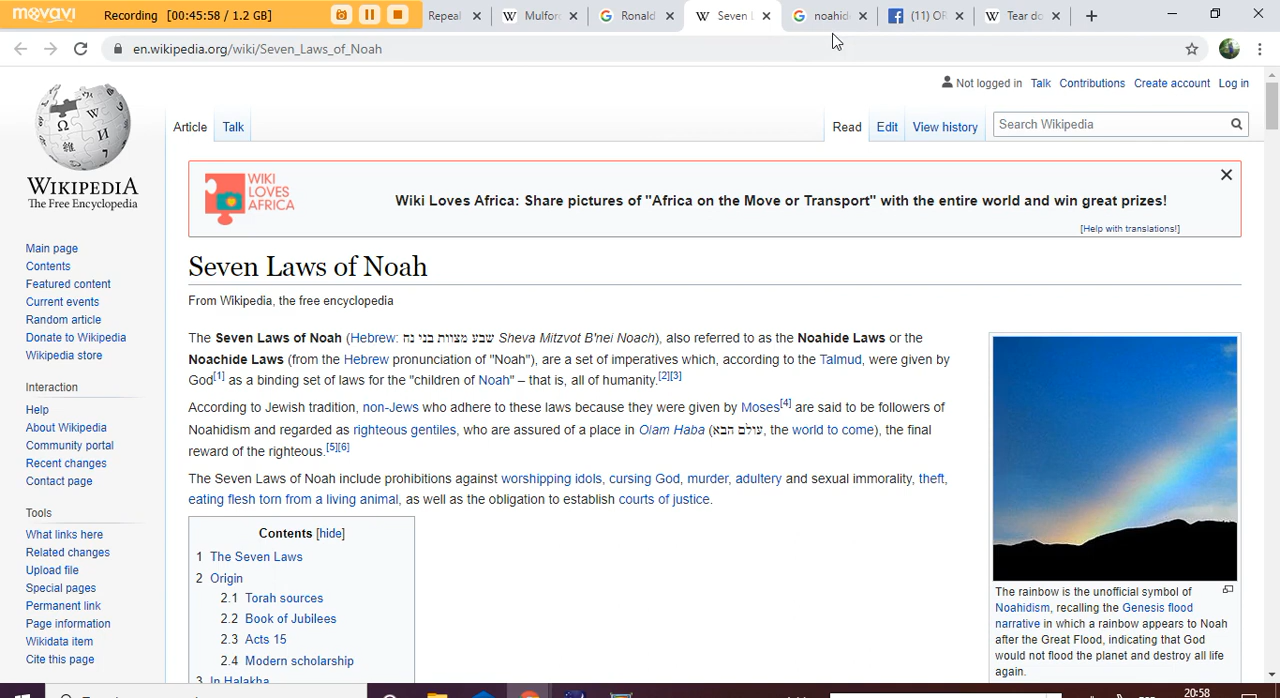 movavi Recording [00:45:58 / 1.2 GB] Repeal Mulfor Ronald Seven L noahid (11) OR Tear do
en.wikipedia.org/wiki/Seven_Laws_of_Noah
Not logged in Talk Contributions Create account Log in
Article Talk Read Edit View history Search Wikipedia
WIKIPEDIA
The Free Encyclopedia
Main page
Contents
Featured content
Current events
Random article
Donate to Wikipedia
Wikipedia store
Interaction
Help
About Wikipedia
Community portal
Recent changes
Contact page
Tools
What links here
Related changes
Upload file
Special pages
Permanent link
Page information
Wikidata item
Cite this page
WIKI
LOVES
AFRICA
Wiki Loves Africa: Share pictures of "Africa on the Move or Transport" with the entire world and win great prizes!
[Help with translations!]
Seven Laws of Noah
From Wikipedia, the free encyclopedia
The Seven Laws of Noah (Hebrew: שבע מצוות בני נח Sheva Mitzvot B'nei Noach), also referred to as the Noahide Laws or the
Noachide Laws (from the Hebrew pronunciation of "Noah"), are a set of imperatives which, according to the Talmud, were given by
God[1] as a binding set of laws for the "children of Noah" – that is, all of humanity.[2][3]
According to Jewish tradition, non-Jews who adhere to these laws because they were given by Moses[4] are said to be followers of
Noahidism and regarded as righteous gentiles, who are assured of a place in Olam Haba (עולם הבא, the world to come), the final
reward of the righteous.[5][6]
The Seven Laws of Noah include prohibitions against worshipping idols, cursing God, murder, adultery and sexual immorality, theft,
eating flesh torn from a living animal, as well as the obligation to establish courts of justice.
Contents [hide]
1 The Seven Laws
2 Origin
2.1 Torah sources
2.2 Book of Jubilees
2.3 Acts 15
2.4 Modern scholarship
3 In Halakha
The rainbow is the unofficial symbol of
Noahidism, recalling the Genesis flood
narrative in which a rainbow appears to Noah
after the Great Flood, indicating that God
would not flood the planet and destroy all life
again.
20:58